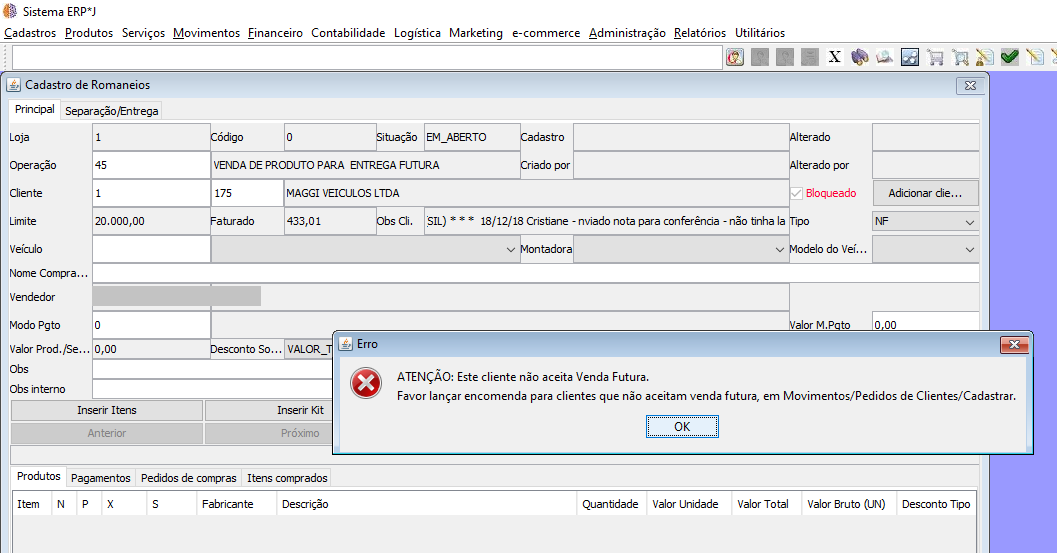 Sistema ERP*J
Cadastros Produtos Serviços Movimentos Financeiro Contabilidade Logística Marketing e-commerce Administração Relatórios Utilitários
X
Cadastro de Romaneios
Principal Separação/Entrega
Loja 1 Código 0 Situação EM_ABERTO Cadastro Alterado
Operação 45 VENDA DE PRODUTO PARA ENTREGA FUTURA Criado por Alterado por
Cliente 1 175 MAGGI VEICULOS LTDA Bloqueado Adicionar clie...
Limite 20.000,00 Faturado 433,01 Obs Cli. SIL) * * * 18/12/18 Cristiane - nviado nota para conferência - não tinha la Tipo NF
Veículo Montadora Modelo do Veí...
Nome Compra...
Vendedor
Modo Pgto 0 Valor M.Pgto 0,00
Valor Prod./Se... 0,00 Desconto So... VALOR_T
Obs
Obs interno
Inserir Itens Inserir Kit
Anterior Próximo
Erro
ATENÇÃO: Este cliente não aceita Venda Futura.
Favor lançar encomenda para clientes que não aceitam venda futura, em Movimentos/Pedidos de Clientes/Cadastrar.
OK
Produtos Pagamentos Pedidos de compras Itens comprados
Item N P X S Fabricante Descrição Quantidade Valor Unidade Valor Total Valor Bruto (UN) Desconto Tipo